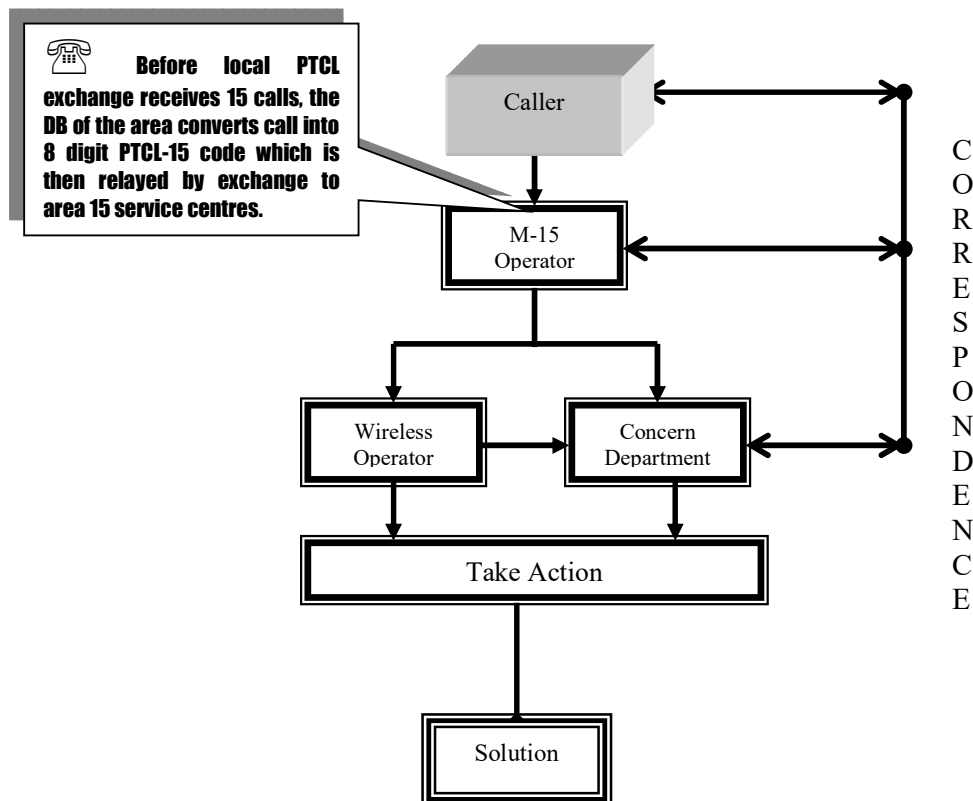 Before local PTCL
exchange receives 15 calls, the
DB of the area converts call into
8 digit PTCL-15 code which is
then relayed by exchange to
area 15 service centres.
Caller
M-15
Operator
Wireless
Operator
Concern
Department
Take Action
Solution
C
O
R
R
E
S
P
O
N
D
E
N
C
E